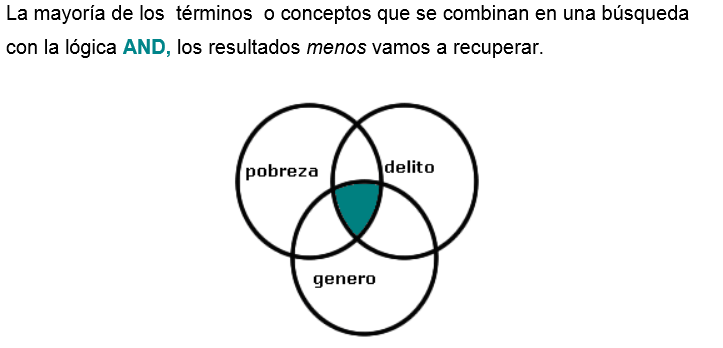 La mayoría de los términos o conceptos que se combinan en una búsqueda
con la lógica AND, los resultados menos vamos a recuperar.
pobreza
delito
genero